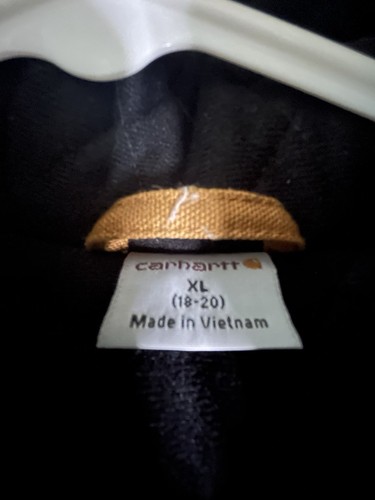 carhartt
XL
(18-20)
Made in Vietnam